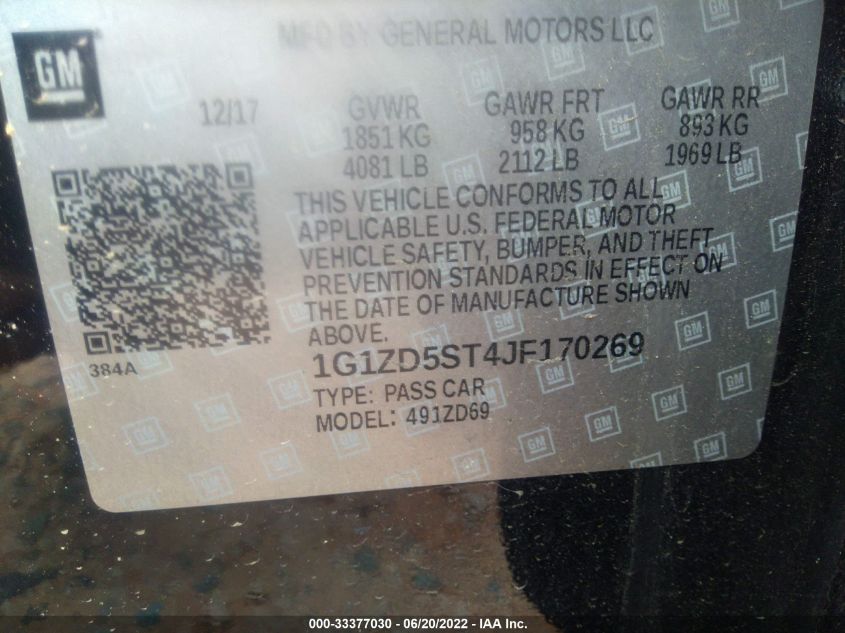 GM
MFD BY GENERAL MOTORS LLC
12/17
GVWR
1851 KG
4081 LB
GAWR FRT
958 KG
2112 LB
GAWR RR
893 KG
1969 LB
THIS VEHICLE CONFORMS TO ALL
APPLICABLE U.S. FEDERAL MOTOR
VEHICLE SAFETY, BUMPER, AND THEFT
PREVENTION STANDARDS IN EFFECT ON
THE DATE OF MANUFACTURE SHOWN
ABOVE.
384A
1G1ZD5ST4JF170269
TYPE: PASS CAR
MODEL: 491ZD69
000-33377030 - 06/20/2022 - IAA Inc.